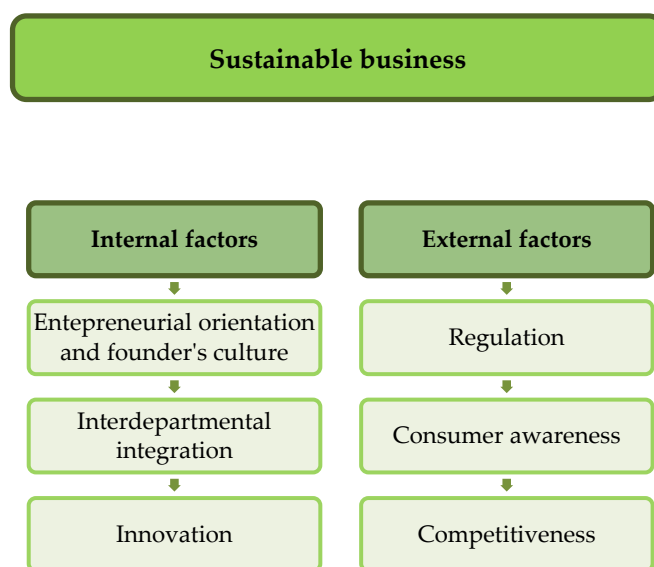 Sustainable business
Internal factors
Entepreneurial orientation
and founder's culture
Interdepartmental
integration
Innovation
External factors
Regulation
Consumer awareness
Competitiveness